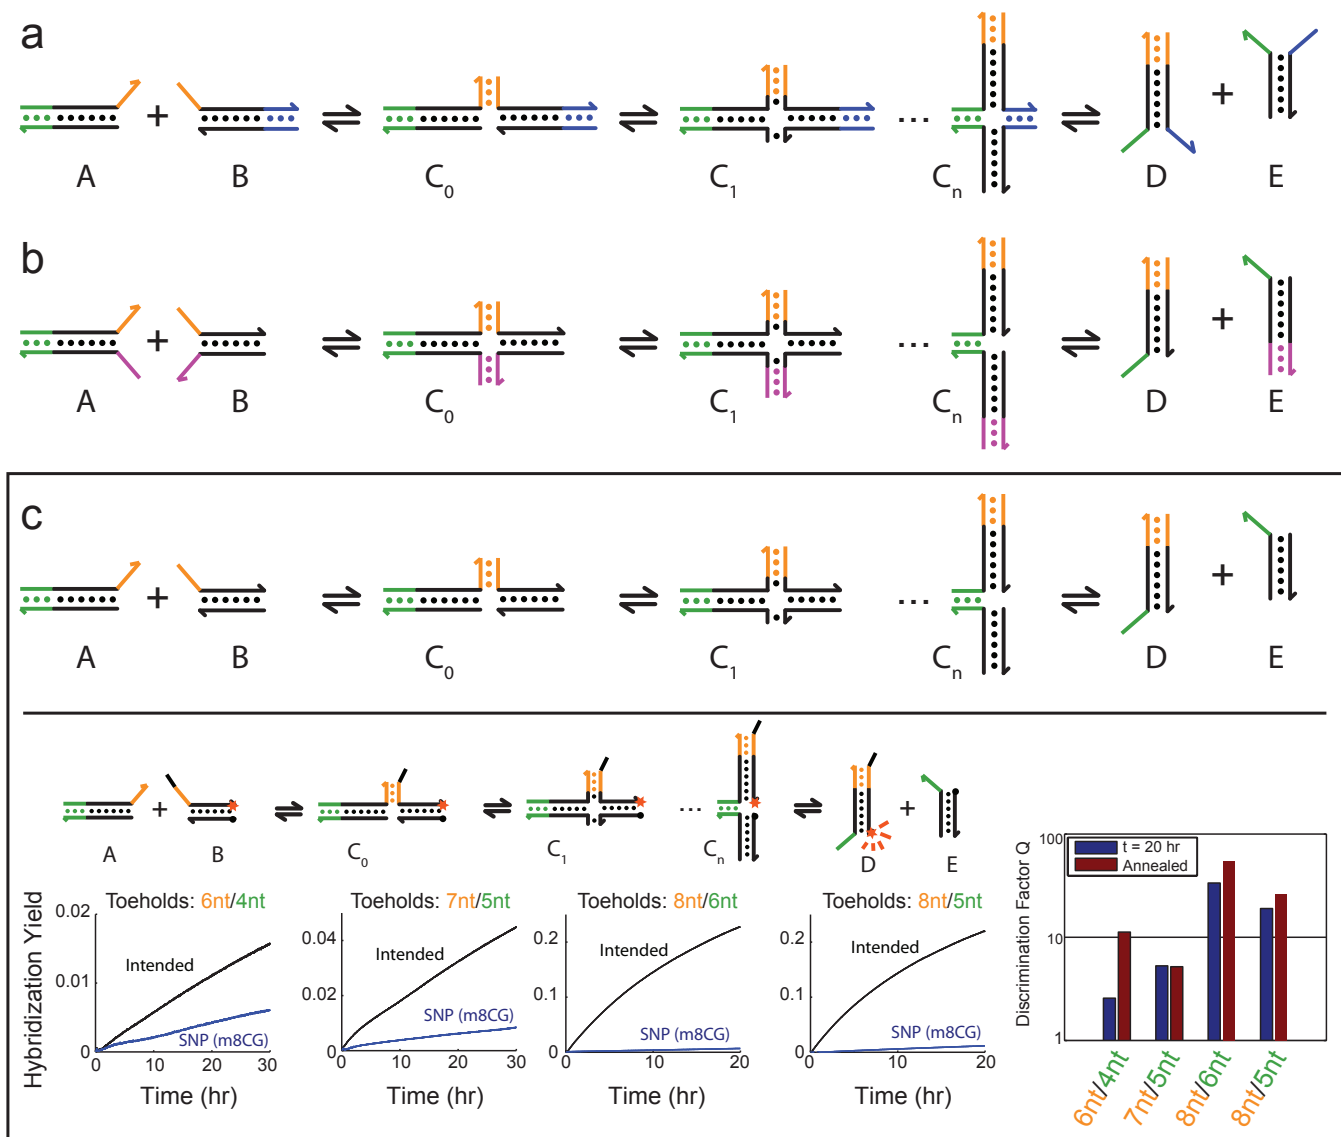 a
+
...
+
A
B
C0
C1
Cn
D
E
b
+
...
+
A
B
C0
C1
Cn
D
E
c
+
...
+
A
B
C0
C1
Cn
D
E
+
...
+
A
B
C0
C1
Cn
D
E
Toeholds: 6nt/4nt
Hybridization Yield
0.02
0.01
0
Intended
SNP (m8CG)
0 10 20 30
Time (hr)
Toeholds: 7nt/5nt
0.04
0.02
0
Intended
SNP (m8CG)
0 10 20 30
Time (hr)
Toeholds: 8nt/6nt
0.2
0.1
0
Intended
SNP (m8CG)
0 10 20
Time (hr)
Toeholds: 8nt/5nt
0.2
0.1
0
Intended
SNP (m8CG)
0 10 20
Time (hr)
Discrimination Factor Q
100
10
1
t = 20 hr
Annealed
6nt/4nt
7nt/5nt
8nt/6nt
8nt/5nt